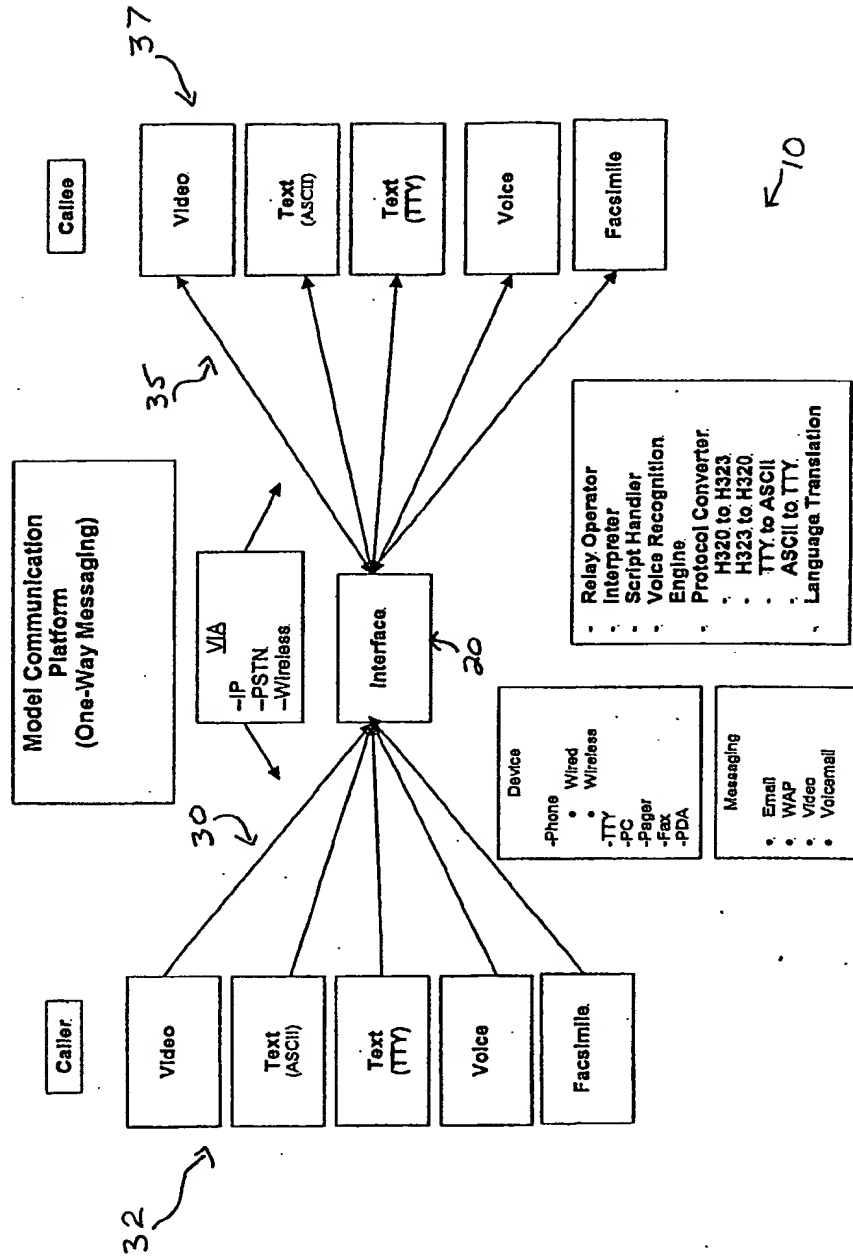 Model Communication
Platform
(One-Way Messaging)
Caller
Callee
32
37
30
35
VIA
-IP
-PSTN
-Wireless
Video
Text
(ASCII)
Text
(TTY)
Voice
Facsimile
Interface
20
Video
Text
(ASCII)
Text
(TTY)
Voice
Facsimile
Device
-Phone
• Wired
• Wireless
-TTY
-PC
-Pager
-Fax
-PDA
Messaging
• Email
• WAP
• Video
• Voicemail
- Relay Operator
- Interpreter
- Script Handler
- Voice Recognition
Engine
- Protocol Converter
• H320 to H323
• H323 to H320
• TTY to ASCII
• ASCII to TTY
- Language Translation
10